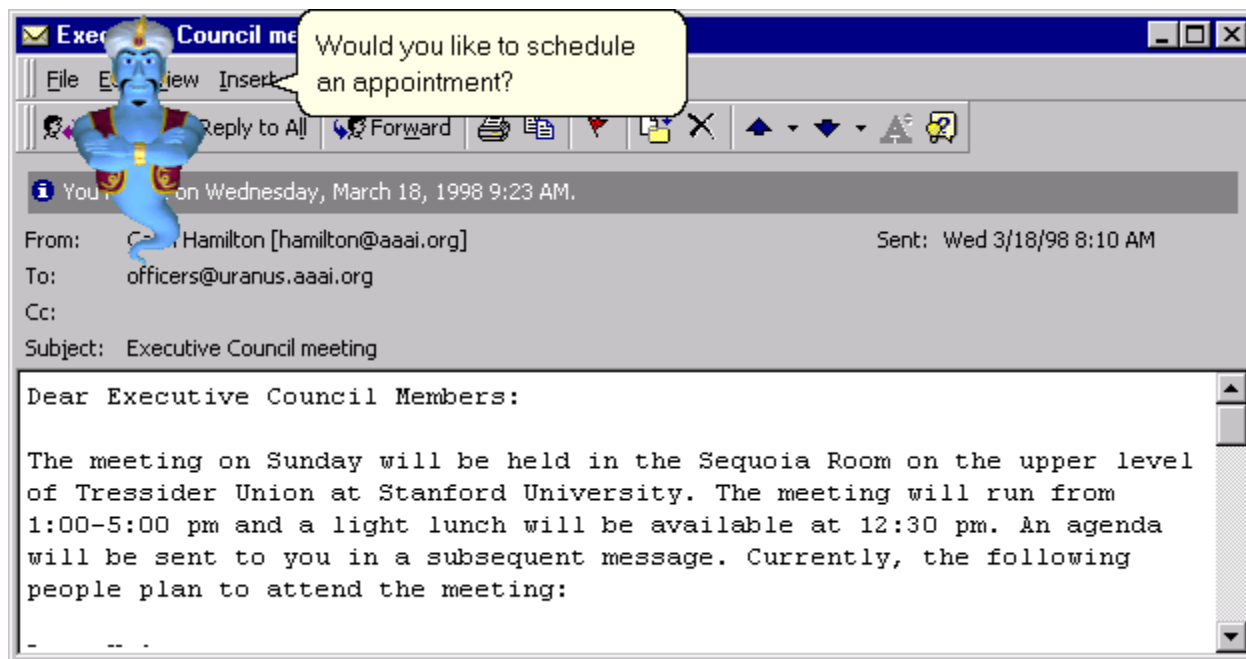 Exec Council me
Would you like to schedule
an appointment?
File E iew Insert
Reply to All Forward
You on Wednesday, March 18, 1998 9:23 AM.
From: Hamilton [hamilton@aaai.org] Sent: Wed 3/18/98 8:10 AM
To: officers@uranus.aaai.org
Cc:
Subject: Executive Council meeting
Dear Executive Council Members:
The meeting on Sunday will be held in the Sequoia Room on the upper level
of Tressider Union at Stanford University. The meeting will run from
1:00-5:00 pm and a light lunch will be available at 12:30 pm. An agenda
will be sent to you in a subsequent message. Currently, the following
people plan to attend the meeting: